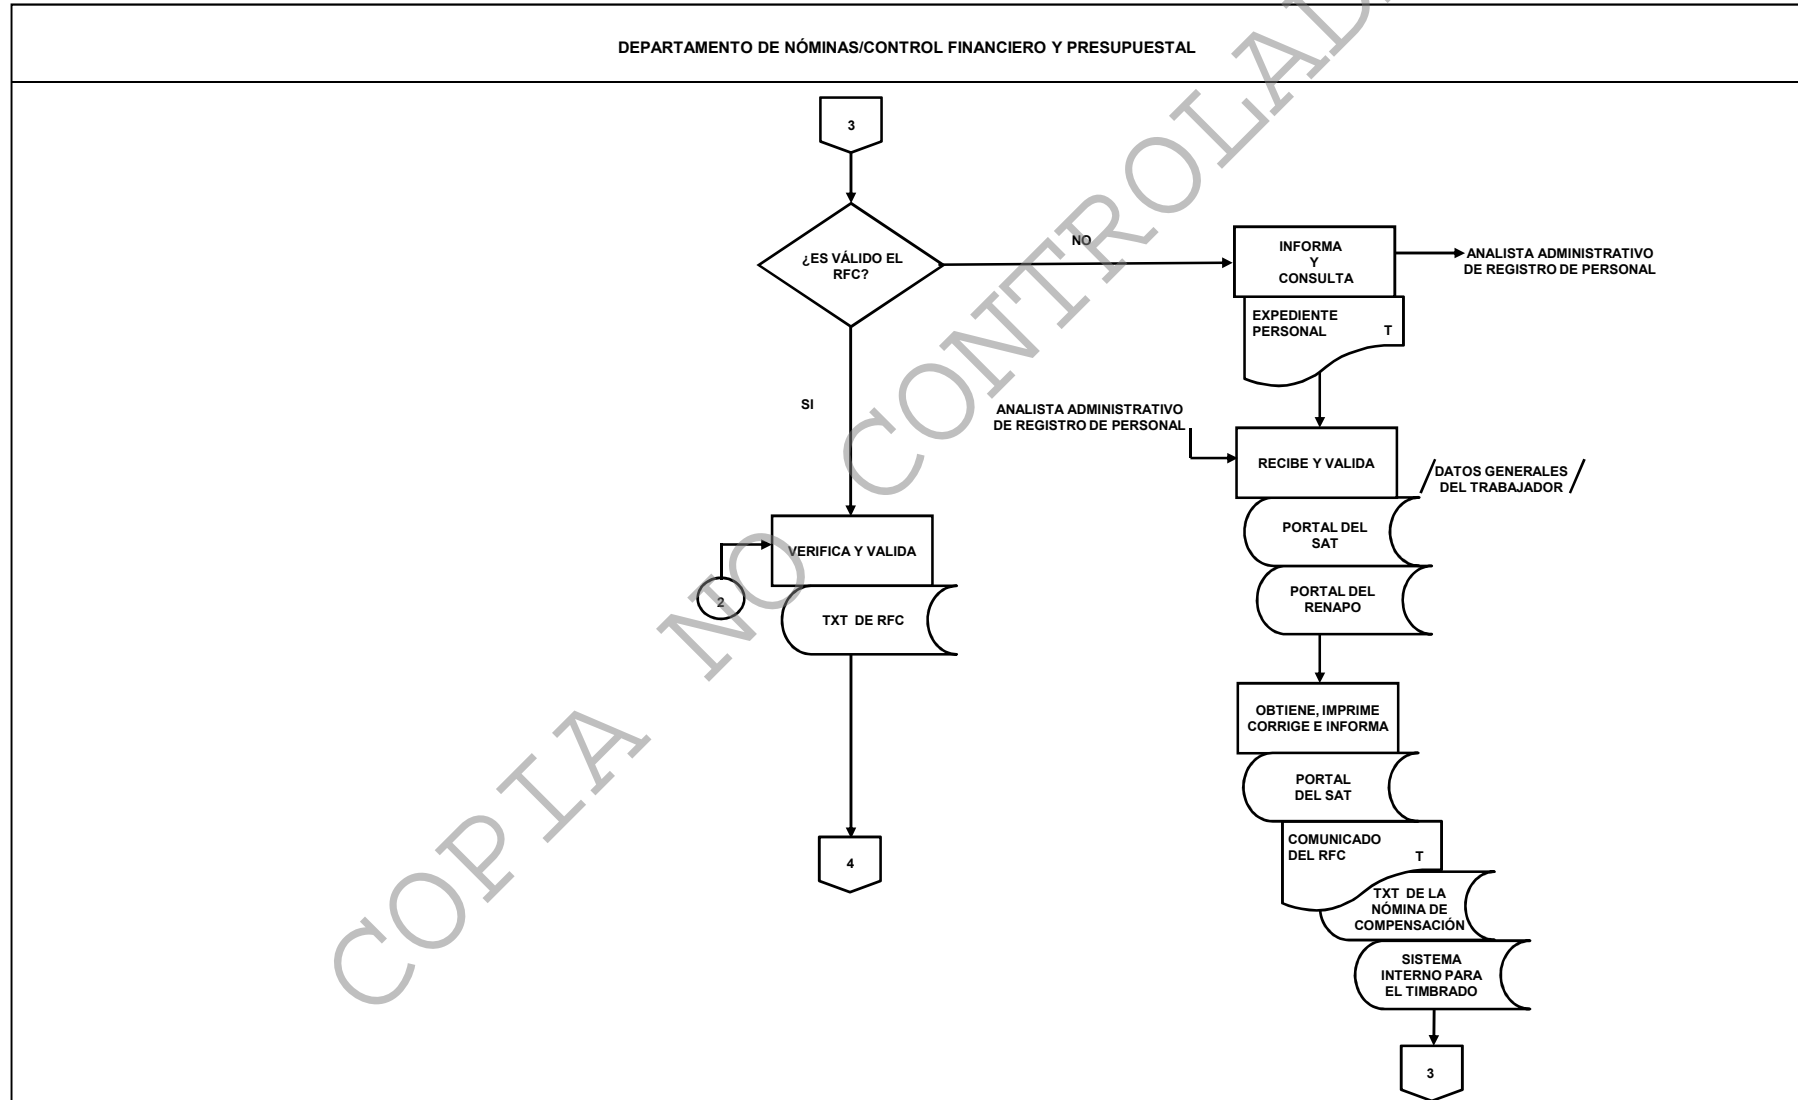 DEPARTAMENTO DE NÓMINAS/CONTROL FINANCIERO Y PRESUPUESTAL
3
¿ES VÁLIDO EL
RFC?
NO
INFORMA
Y
CONSULTA
ANALISTA ADMINISTRATIVO
DE REGISTRO DE PERSONAL
EXPEDIENTE
PERSONAL T
SI
ANALISTA ADMINISTRATIVO
DE REGISTRO DE PERSONAL
RECIBE Y VALIDA
DATOS GENERALES
DEL TRABAJADOR
PORTAL DEL
SAT
PORTAL DEL
RENAPO
VERIFICA Y VALIDA
2
TXT DE RFC
OBTIENE, IMPRIME
CORRIGE E INFORMA
PORTAL
DEL SAT
COMUNICADO
DEL RFC T
TXT DE LA
NÓMINA DE
COMPENSACIÓN
SISTEMA
INTERNO PARA
EL TIMBRADO
4
3
COPIA NO CONTROLAD